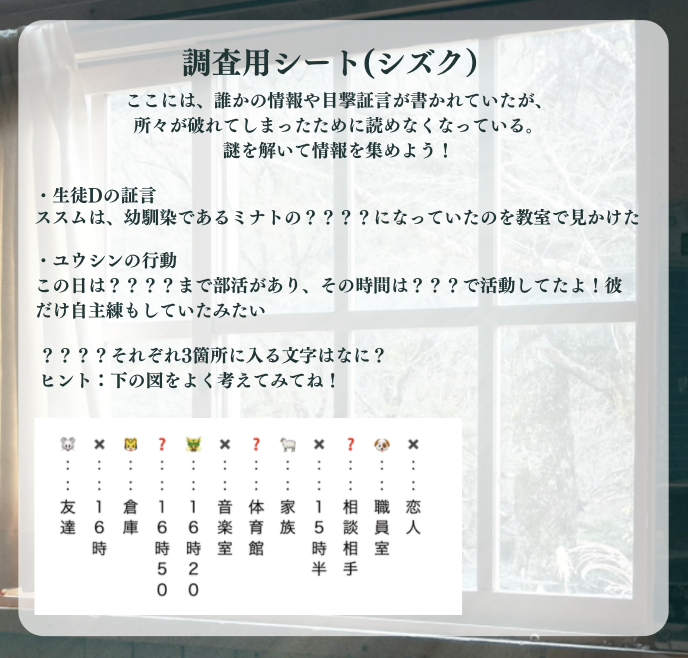 調査用シート(シズク)
ここには、誰かの情報や目撃証言が書かれていたが、
所々が破れてしまったために読めなくなっている。
謎を解いて情報を集めよう！
・生徒Dの証言
ススムは、幼馴染であるミナトの？？？？になっていたのを教室で見かけた
・ユウシンの行動
この日は？？？？まで部活があり、その時間は？？？で活動してたよ！彼
だけ自主練もしていたみたい
？？？？それぞれ3箇所に入る文字はなに？
ヒント：下の図をよく考えてみてね！
✖：：恋人
🐶：：職員室
❓：：相談相手
✖：：15時半
🐑：：家族
❓：：体育館
✖：：音楽室
🐲：：16時20
❓：：16時50
🐯：：倉庫
✖：：16時
🐭：：友達